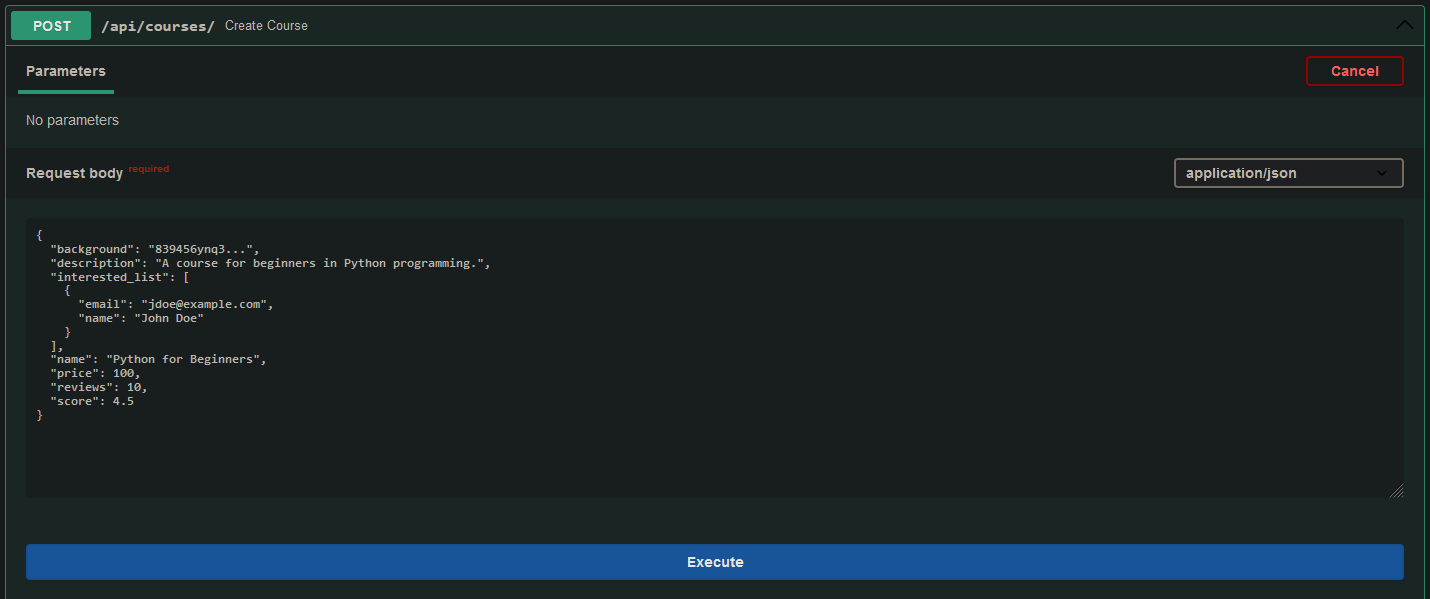 POST /api/courses/ Create Course
Parameters Cancel
No parameters
Request body required application/json
{
  "background": "839456ynq3...",
  "description": "A course for beginners in Python programming.",
  "interested_list": [
    {
      "email": "jdoe@example.com",
      "name": "John Doe"
    }
  ],
  "name": "Python for Beginners",
  "price": 100,
  "reviews": 10,
  "score": 4.5
}
Execute